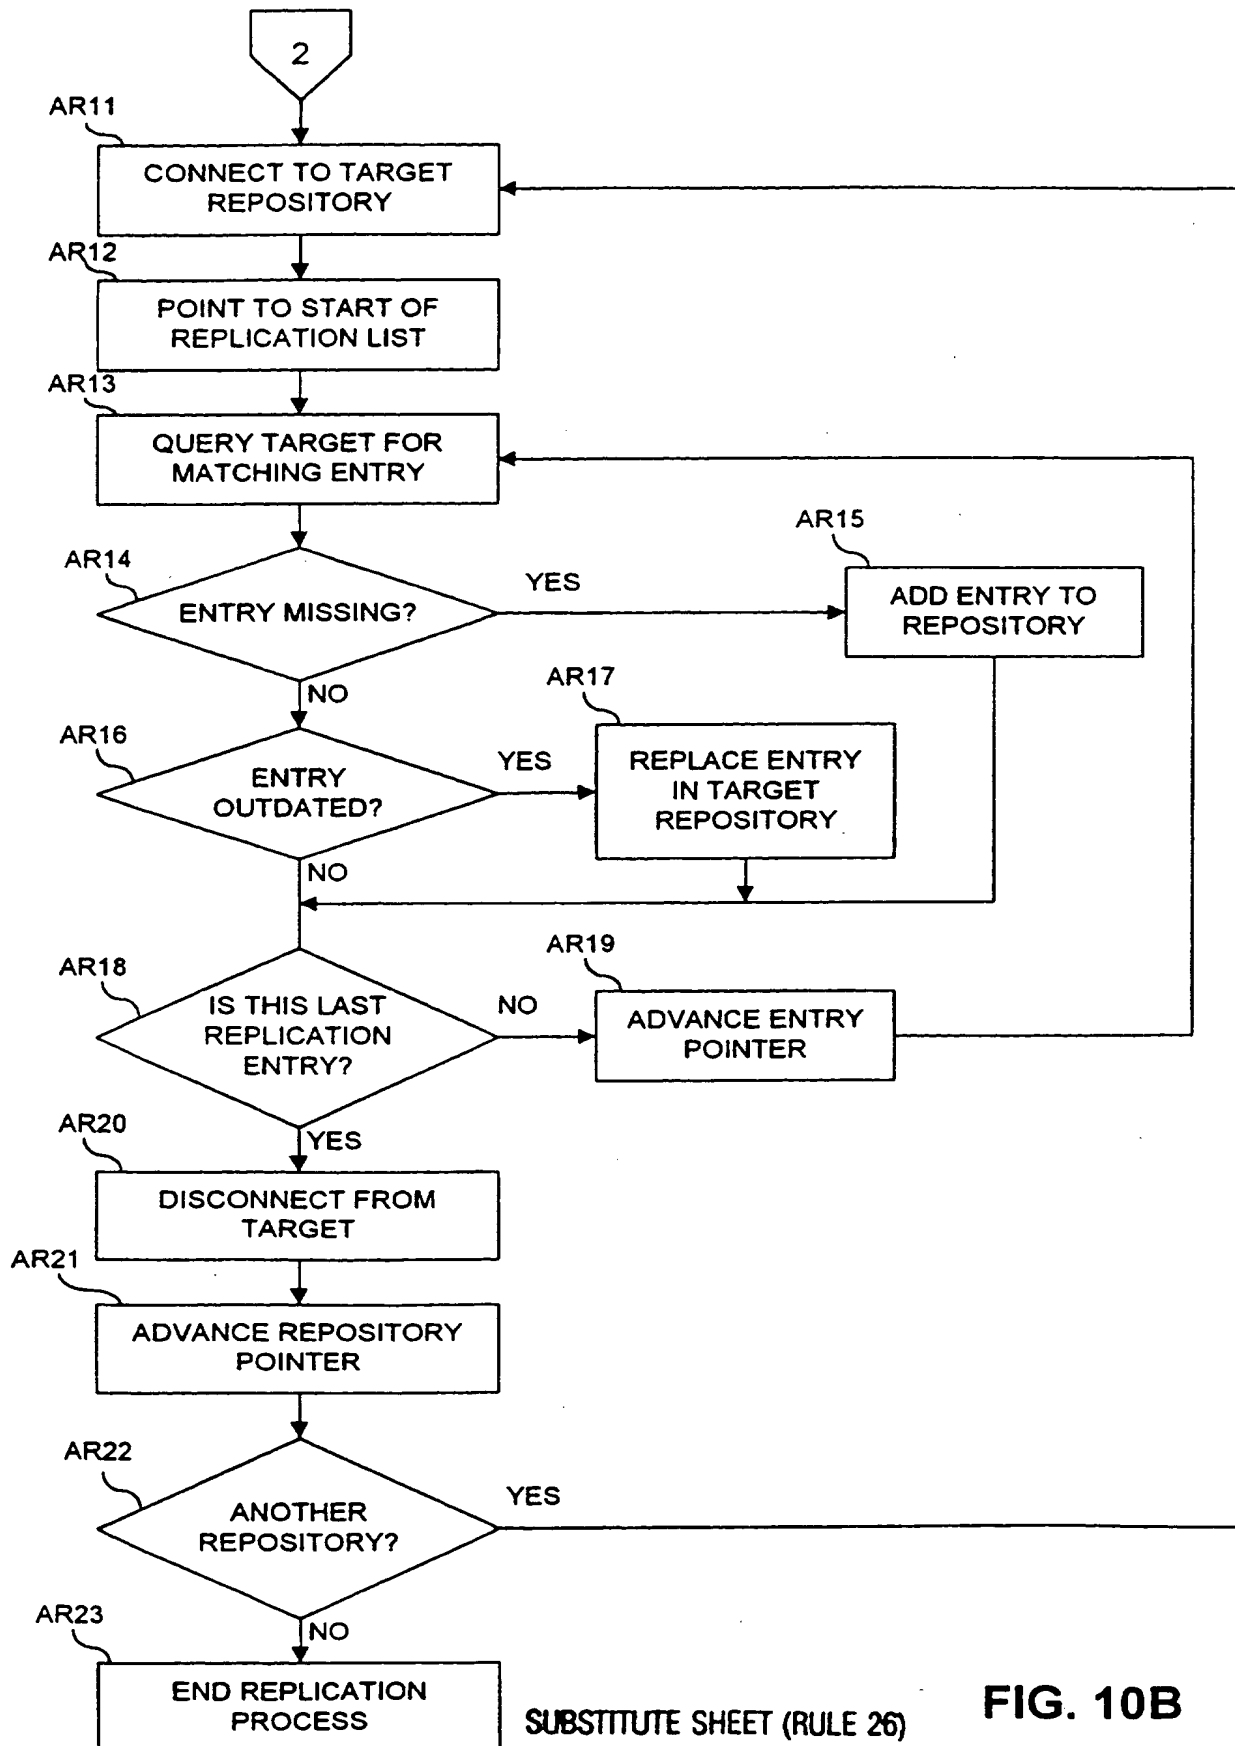 2
AR11
CONNECT TO TARGET
REPOSITORY
AR12
POINT TO START OF
REPLICATION LIST
AR13
QUERY TARGET FOR
MATCHING ENTRY
AR14
ENTRY MISSING?
YES
AR15
ADD ENTRY TO
REPOSITORY
NO
AR16
ENTRY
OUTDATED?
YES
AR17
REPLACE ENTRY
IN TARGET
REPOSITORY
NO
AR18
IS THIS LAST
REPLICATION
ENTRY?
NO
AR19
ADVANCE ENTRY
POINTER
YES
AR20
DISCONNECT FROM
TARGET
AR21
ADVANCE REPOSITORY
POINTER
AR22
ANOTHER
REPOSITORY?
YES
NO
AR23
END REPLICATION
PROCESS
SUBSTITUTE SHEET (RULE 26)
FIG. 10B